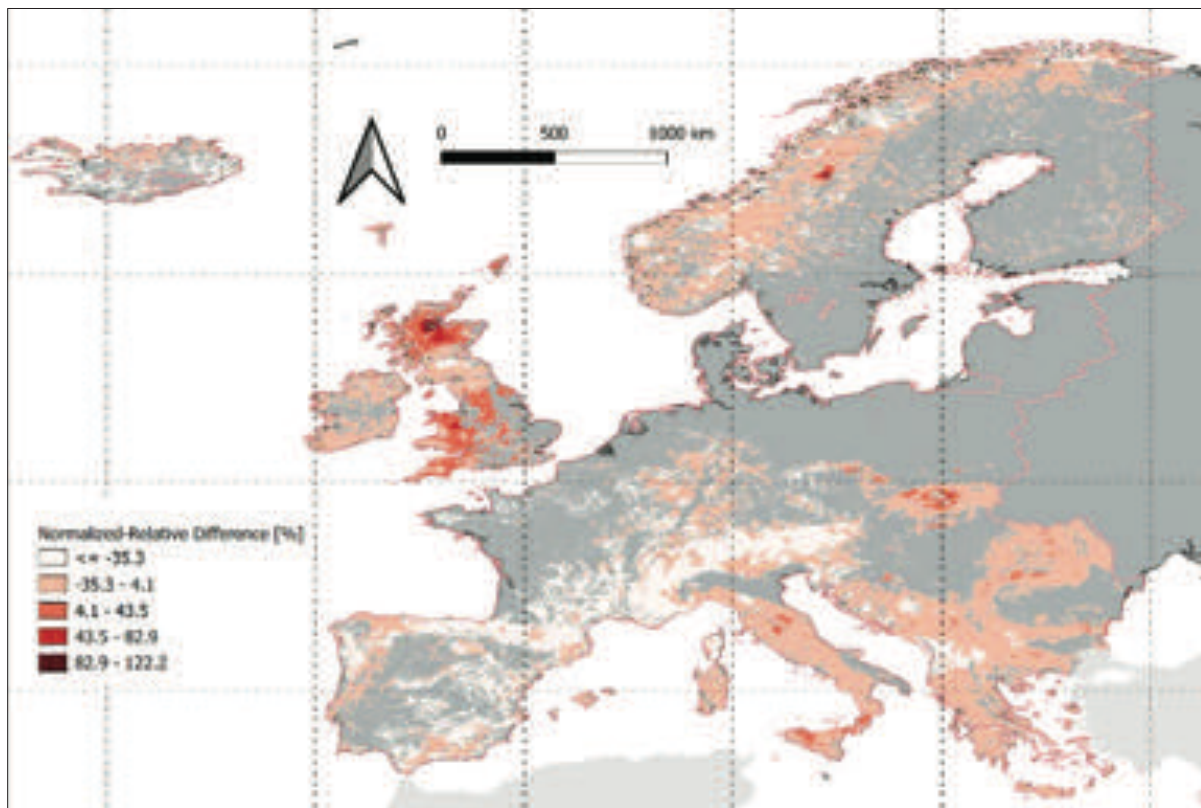 0 500 1000 km
Normalized-Relative Difference [%]
<= -35.3
-35.3 - 4.1
4.1 - 43.5
43.5 - 82.9
82.9 - 122.2